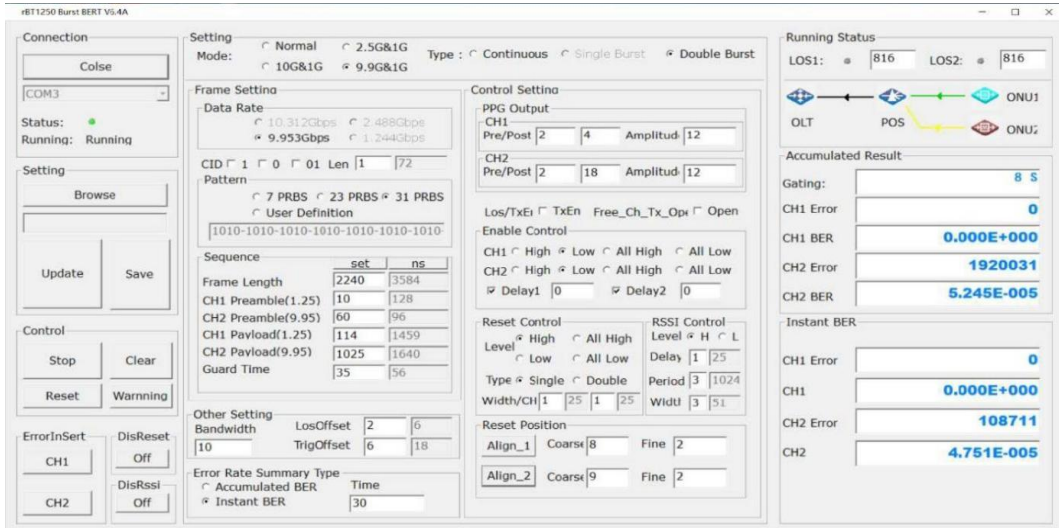 rBT1250 Burst BERT V6.4A
Connection
Colse
COM3
Status:
Running: Running
Setting
Browse
Update Save
Control
Stop Clear
Reset Warnning
ErrorInSert
CH1
CH2
DisReset
Off
DisRssi
Off
Setting
Mode: Normal 2.5G&1G
10G&1G 9.9G&1G
Type : Continuous Single Burst Double Burst
Frame Setting
Data Rate
10.312Gbps 2.488Gbps
9.953Gbps 1.244Gbps
CID 1 0 01 Len 1 72
Pattern
7 PRBS 23 PRBS 31 PRBS
User Definition
1010-1010-1010-1010-1010-1010-1010-
Sequence set ns
Frame Length 2240 3584
CH1 Preamble(1.25) 10 128
CH2 Preamble(9.95) 60 96
CH1 Payload(1.25) 114 1459
CH2 Payload(9.95) 1025 1640
Guard Time 35 56
Other Setting
Bandwidth LosOffset 2 6
10 TrigOffset 6 18
Error Rate Summary Type
Accumulated BER Time
Instant BER 30
Control Setting
PPG Output
CH1
Pre/Post 2 4 Amplitud 12
CH2
Pre/Post 2 18 Amplitud 12
Los/TxEi TxEn Free_Ch_Tx_Ope Open
Enable Control
CH1 High Low All High All Low
CH2 High Low All High All Low
Delay1 0 Delay2 0
Reset Control
Level High All High
Low All Low
Type Single Double
Width/CH 1 25 1 25
RSSI Control
Level H L
Delay 1 25
Period 3 1024
Widtl 3 51
Reset Position
Align_1 Coarse 8 Fine 2
Align_2 Coarse 9 Fine 2
Running Status
LOS1: 816 LOS2: 816
ONU1
OLT POS
ONU2
Accumulated Result
Gating: 8 S
CH1 Error 0
CH1 BER 0.000E+000
CH2 Error 1920031
CH2 BER 5.245E-005
Instant BER
CH1 Error 0
CH1 0.000E+000
CH2 Error 108711
CH2 4.751E-005